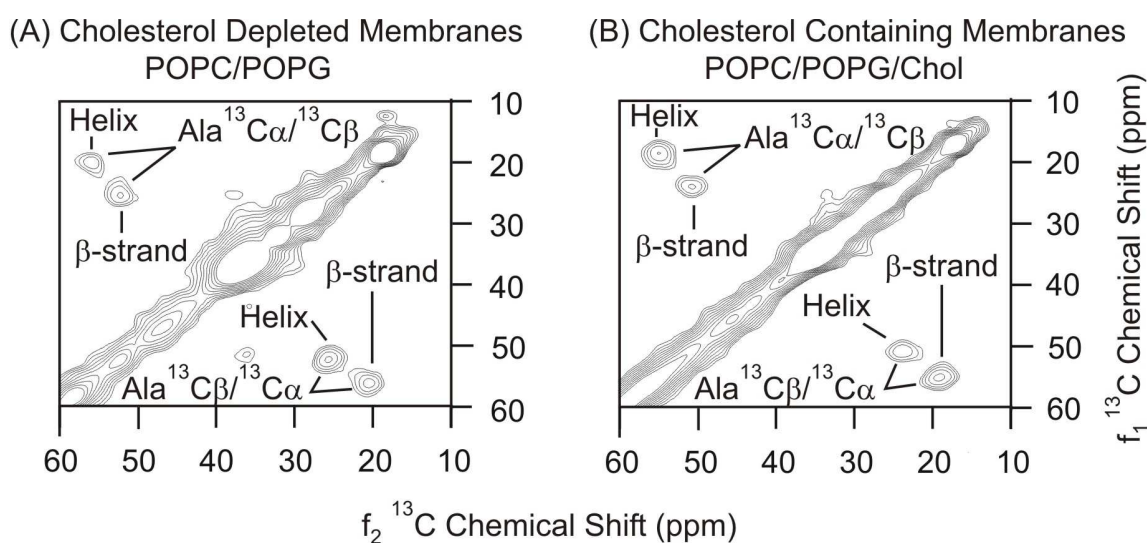 (A) Cholesterol Depleted Membranes
POPC/POPG
Helix
Ala ¹³Cα/¹³Cβ
β-strand
β-strand
Helix
Ala ¹³Cβ/¹³Cα
10
20
30
40
50
60
60 50 40 30 20 10
(B) Cholesterol Containing Membranes
POPC/POPG/Chol
Helix
Ala ¹³Cα/¹³Cβ
β-strand
β-strand
Helix
Ala ¹³Cβ/¹³Cα
10
20
30
40
50
60
60 50 40 30 20 10
f₁ ¹³C Chemical Shift (ppm)
f₂ ¹³C Chemical Shift (ppm)